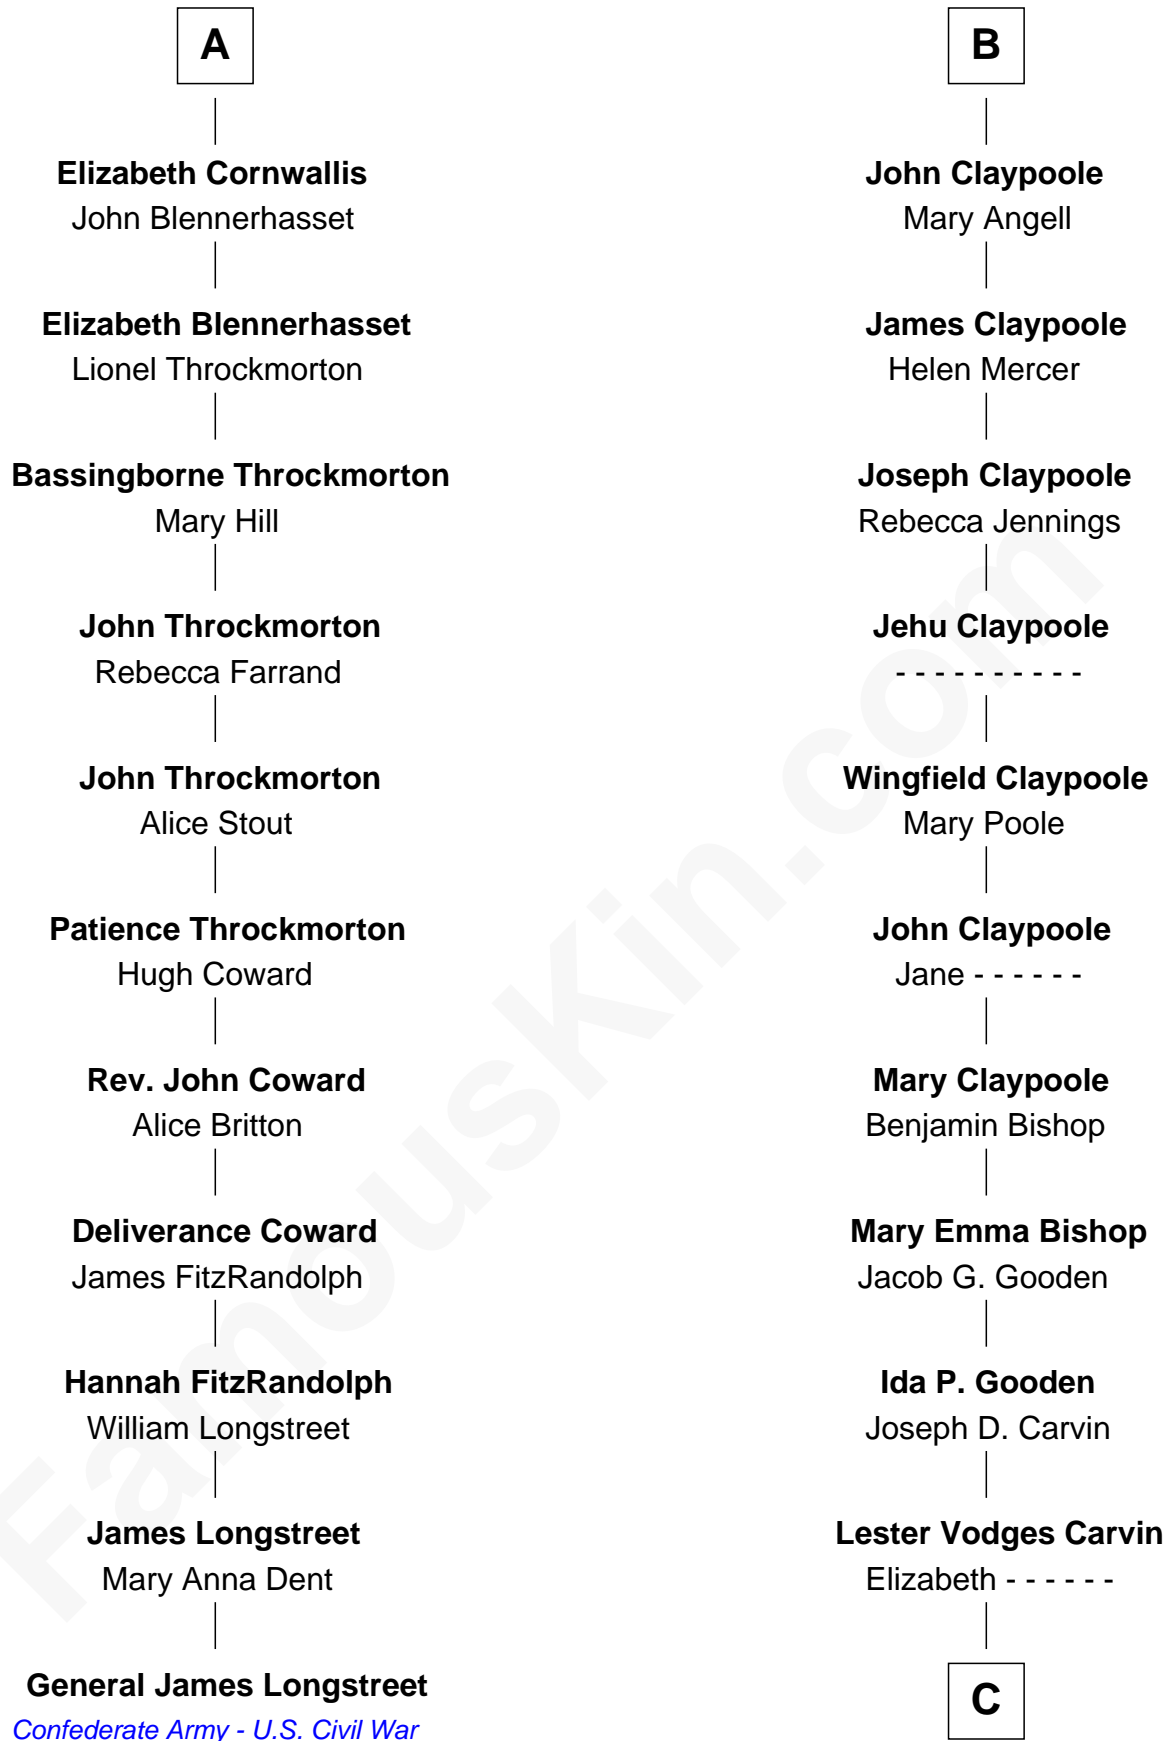 A
Elizabeth Cornwallis
John Blennerhasset
Elizabeth Blennerhasset
Lionel Throckmorton
Bassingborne Throckmorton
Mary Hill
John Throckmorton
Rebecca Farrand
John Throckmorton
Alice Stout
Patience Throckmorton
Hugh Coward
Rev. John Coward
Alice Britton
Deliverance Coward
James FitzRandolph
Hannah FitzRandolph
William Longstreet
James Longstreet
Mary Anna Dent
General James Longstreet
Confederate Army - U.S. Civil War
B
John Claypoole
Mary Angell
James Claypoole
Helen Mercer
Joseph Claypoole
Rebecca Jennings
Jehu Claypoole
- - - - - - - - - -
Wingfield Claypoole
Mary Poole
John Claypoole
Jane - - - - - -
Mary Claypoole
Benjamin Bishop
Mary Emma Bishop
Jacob G. Gooden
Ida P. Gooden
Joseph D. Carvin
Lester Vodges Carvin
Elizabeth - - - - - -
C
FamousKin.com